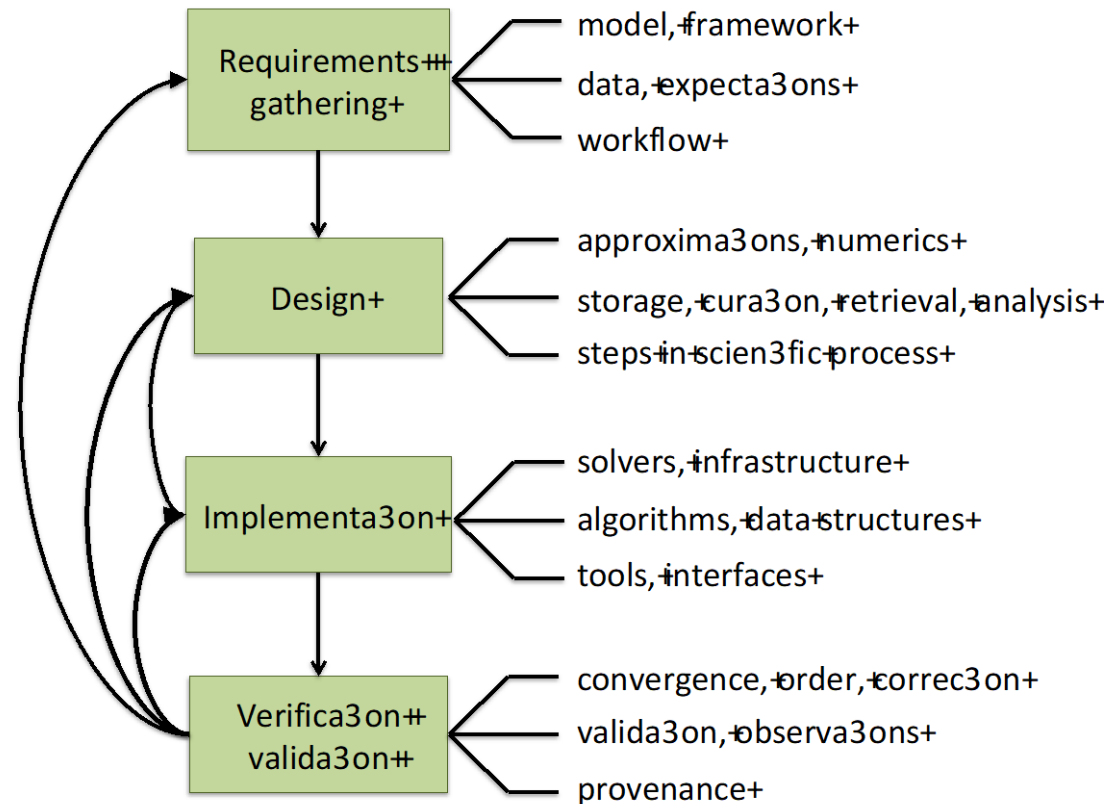 Requirements+++
gathering+
model,+framework+
data,+expecta3ons+
workflow+
Design+
approxima3ons,+numerics+
storage,+cura3on,+retrieval,+analysis+
steps+in+scien3fic+process+
Implementa3on+
solvers,+infrastructure+
algorithms,+data+structures+
tools,+interfaces+
Verifica3on++
valida3on++
convergence,+order,+correc3on+
valida3on,+observa3ons+
provenance+